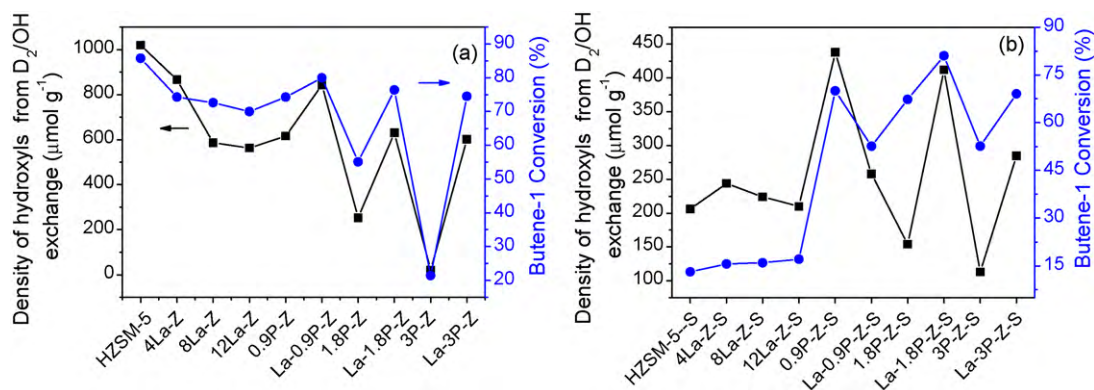 (a)
Density of hydroxyls from D₂/OH
exchange (μmol g⁻¹)
1000
800
600
400
200
0
90
80
70
60
50
40
30
20
Butene-1 Conversion (%)
HZSM-5
4La-Z
8La-Z
12La-Z
0.9P-Z
La-0.9P-Z
1.8P-Z
La-1.8P-Z
3P-Z
La-3P-Z
(b)
Density of hydroxyls from D₂/OH
exchange (μmol g⁻¹)
450
400
350
300
250
200
150
100
90
75
60
45
30
15
Butene-1 Conversion (%)
HZSM-5--S
4La-Z-S
8La-Z-S
12La-Z-S
0.9P-Z-S
La-0.9P-Z-S
1.8P-Z-S
La-1.8P-Z-S
3P-Z-S
La-3P-Z-S